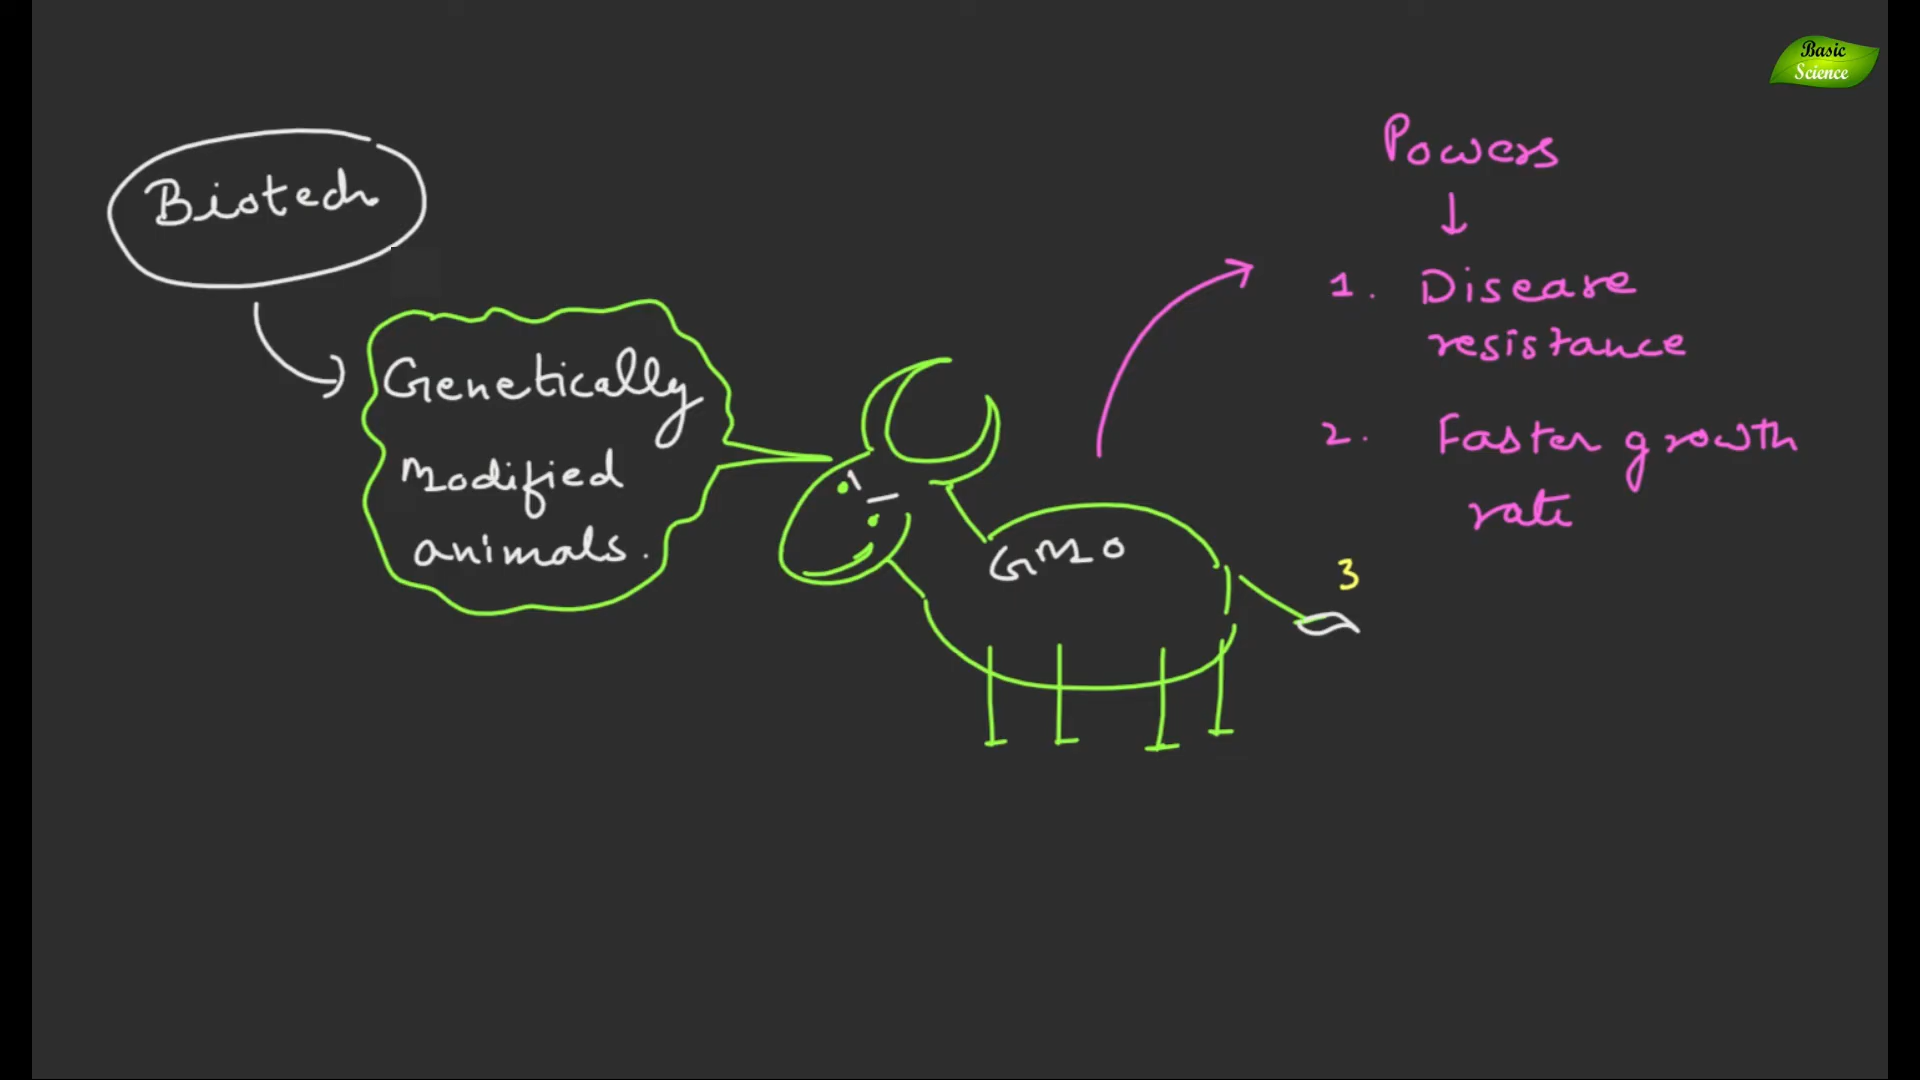 Basic
Science
Biotech
Genetically
modified
animals.
GMO
Powers
↓
1. Disease
resistance
2. Faster growth
rate
3